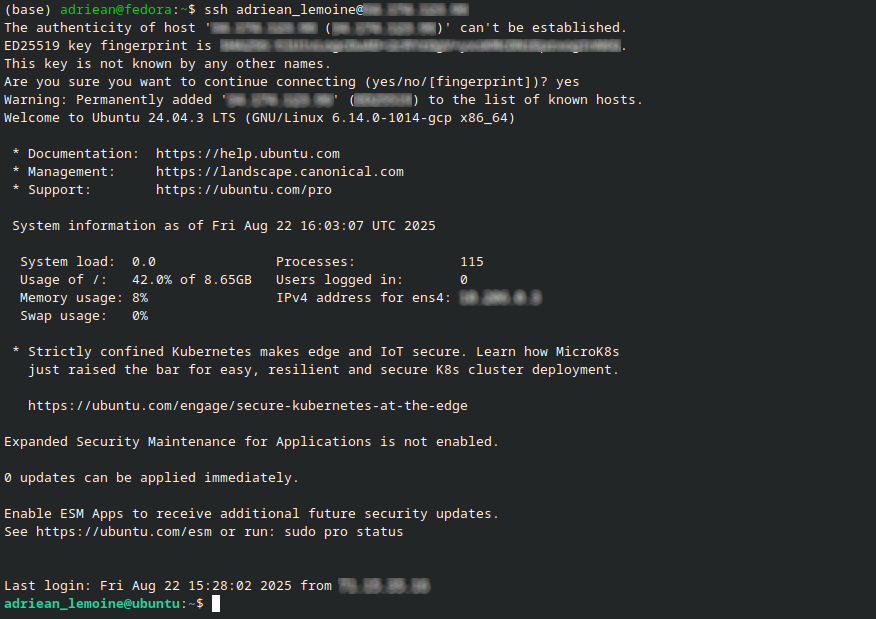 (base) adriean@fedora:~$ ssh adriean_lemoine@
The authenticity of host ' ( )' can't be established.
ED25519 key fingerprint is .
This key is not known by any other names.
Are you sure you want to continue connecting (yes/no/[fingerprint])? yes
Warning: Permanently added '' () to the list of known hosts.
Welcome to Ubuntu 24.04.3 LTS (GNU/Linux 6.14.0-1014-gcp x86_64)
* Documentation: https://help.ubuntu.com
* Management: https://landscape.canonical.com
* Support: https://ubuntu.com/pro
System information as of Fri Aug 22 16:03:07 UTC 2025
System load: 0.0 Processes: 115
Usage of /: 42.0% of 8.65GB Users logged in: 0
Memory usage: 8% IPv4 address for ens4:
Swap usage: 0%
* Strictly confined Kubernetes makes edge and IoT secure. Learn how MicroK8s
just raised the bar for easy, resilient and secure K8s cluster deployment.
https://ubuntu.com/engage/secure-kubernetes-at-the-edge
Expanded Security Maintenance for Applications is not enabled.
0 updates can be applied immediately.
Enable ESM Apps to receive additional future security updates.
See https://ubuntu.com/esm or run: sudo pro status
Last login: Fri Aug 22 15:28:02 2025 from
adriean_lemoine@ubuntu:~$